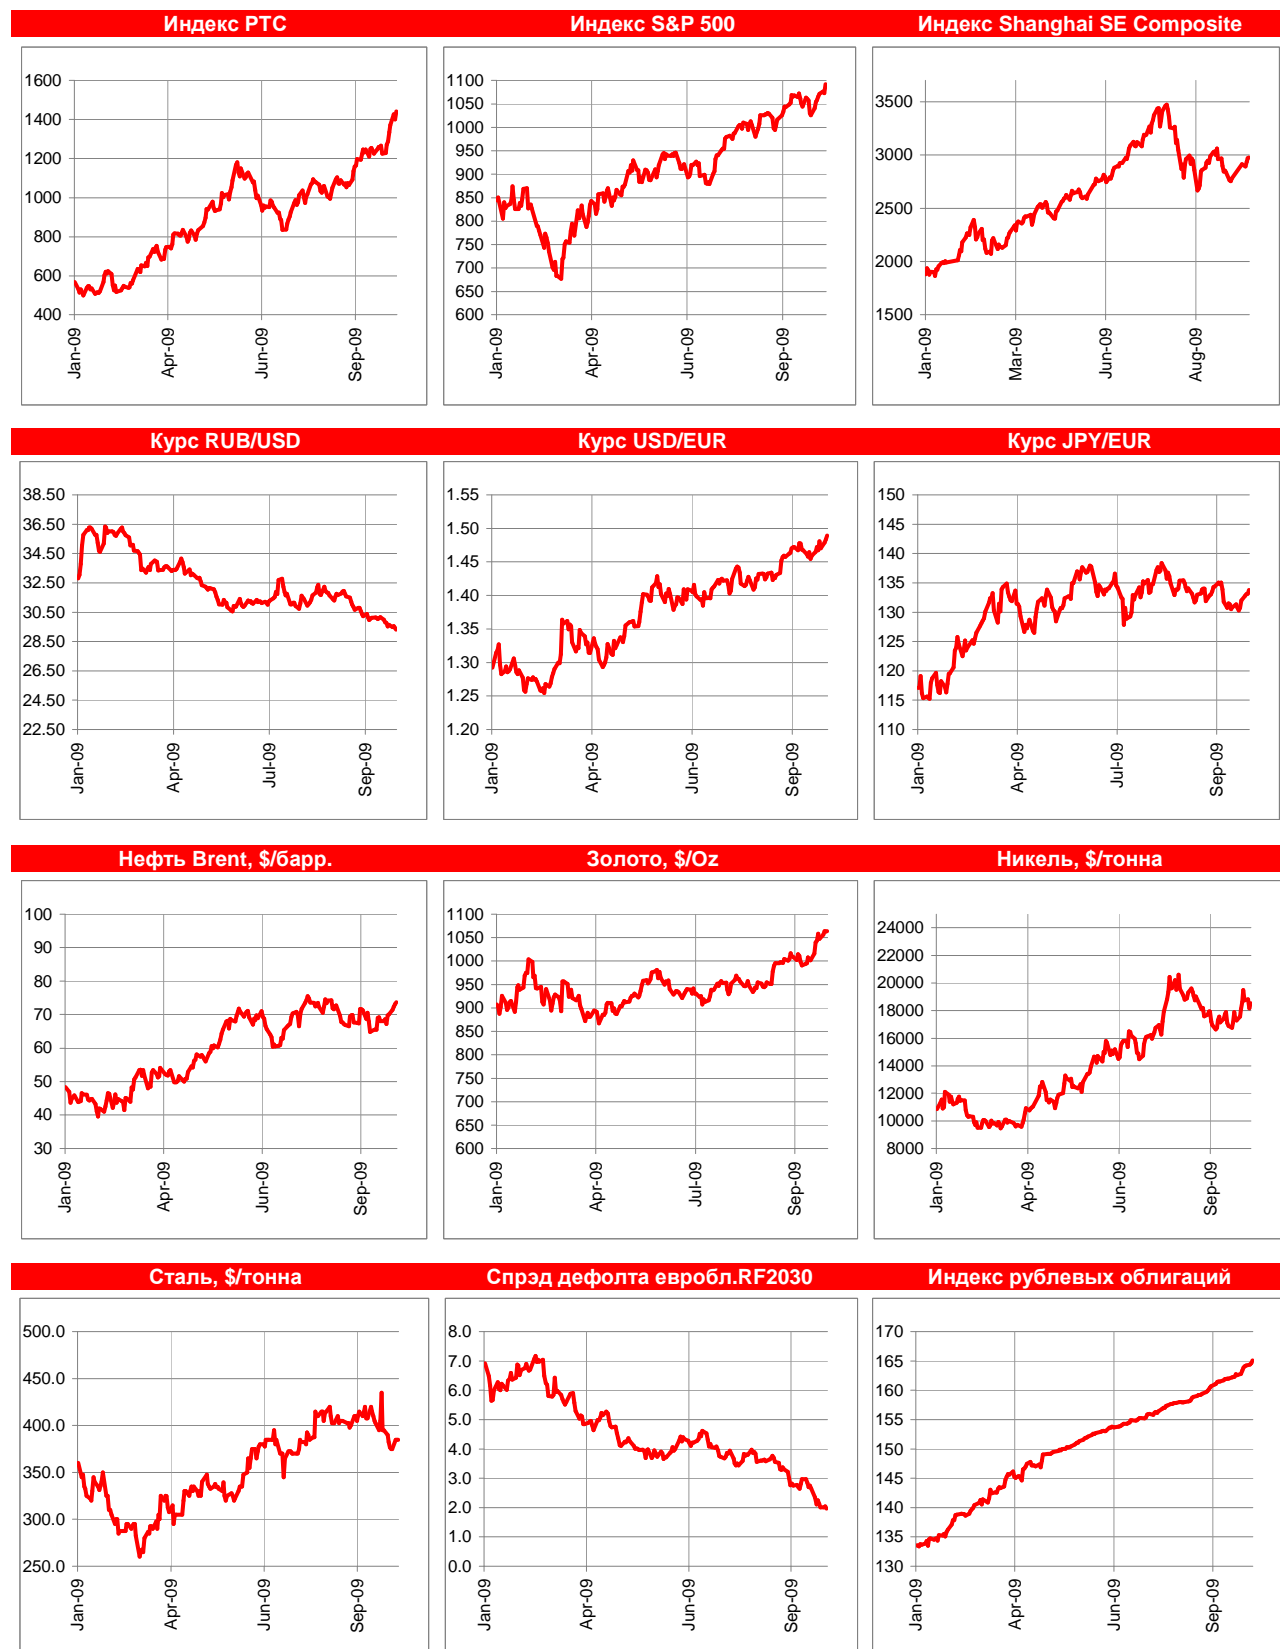 Индекс РТС
1600
1400
1200
1000
800
600
400
Jan-09
Apr-09
Jun-09
Sep-09
Индекс S&P 500
1100
1050
1000
950
900
850
800
750
700
650
600
Jan-09
Apr-09
Jun-09
Sep-09
Индекс Shanghai SE Composite
3500
3000
2500
2000
1500
Jan-09
Mar-09
Jun-09
Aug-09
Курс RUB/USD
38.50
36.50
34.50
32.50
30.50
28.50
26.50
24.50
22.50
Jan-09
Apr-09
Jul-09
Sep-09
Курс USD/EUR
1.55
1.50
1.45
1.40
1.35
1.30
1.25
1.20
Jan-09
Apr-09
Jun-09
Sep-09
Курс JPY/EUR
150
145
140
135
130
125
120
115
110
Jan-09
Apr-09
Jul-09
Sep-09
Нефть Brent, $/барр.
100
90
80
70
60
50
40
30
Jan-09
Apr-09
Jun-09
Sep-09
Золото, $/Oz
1100
1050
1000
950
900
850
800
750
700
650
600
Jan-09
Apr-09
Jul-09
Sep-09
Никель, $/тонна
24000
22000
20000
18000
16000
14000
12000
10000
8000
Jan-09
Apr-09
Jun-09
Sep-09
Сталь, $/тонна
500.0
450.0
400.0
350.0
300.0
250.0
Jan-09
Apr-09
Jun-09
Sep-09
Спрэд дефолта евробл.RF2030
8.0
7.0
6.0
5.0
4.0
3.0
2.0
1.0
0.0
Jan-09
Apr-09
Jun-09
Sep-09
Индекс рублевых облигаций
170
165
160
155
150
145
140
135
130
Jan-09
Apr-09
Jun-09
Sep-09